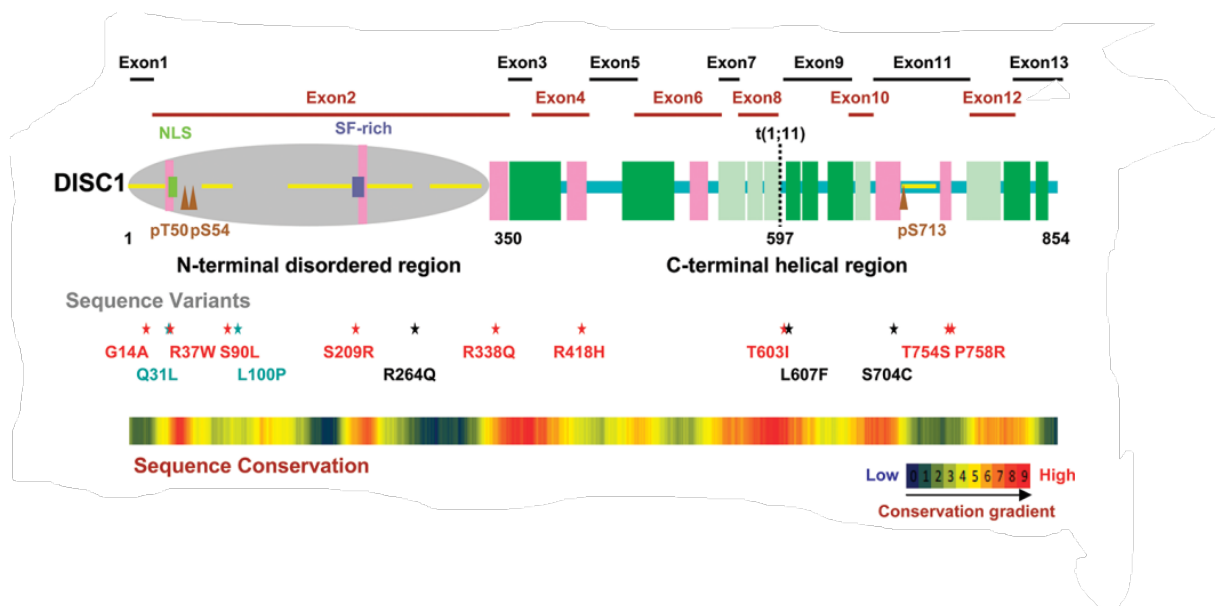 Exon1 Exon3 Exon5 Exon7 Exon9 Exon11 Exon13
Exon2 Exon4 Exon6 Exon8 Exon10 Exon12
NLS SF-rich t(1;11)
DISC1
pT50 pS54 pS713
1 350 597 854
N-terminal disordered region C-terminal helical region
Sequence Variants
G14A R37W S90L S209R R338Q R418H T603I T754S P758R
Q31L L100P R264Q L607F S704C
Sequence Conservation
Low 0 1 2 3 4 5 6 7 8 9 High
Conservation gradient